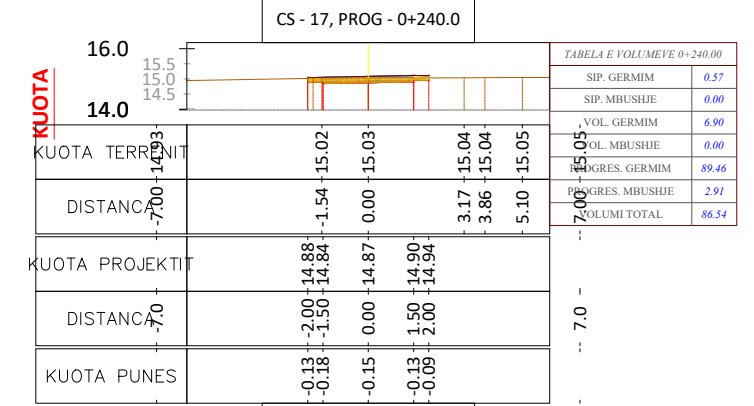 CS - 17, PROG - 0+240.0
KUOTA
16.0
15.5
15.0
14.5
14.0
TABELA E VOLUMEVE 0+240.00
SIP. GERMIM 0.57
SIP. MBUSHJE 0.00
VOL. GERMIM 6.90
VOL. MBUSHJE 0.00
PROGRES. GERMIM 89.46
PROGRES. MBUSHJE 2.91
VOLUMI TOTAL 86.54
KUOTA TERRENIT 14.93 15.02 15.03 15.04 15.04 15.05 15.05
DISTANCA -7.00 -1.54 0.00 3.17 3.86 5.10 7.00
KUOTA PROJEKTIT 14.88 14.84 14.87 14.90 14.94
DISTANCA -7.0 -2.00 -1.50 0.00 1.50 2.00 7.0
KUOTA PUNES -0.13 -0.18 -0.15 -0.13 -0.09